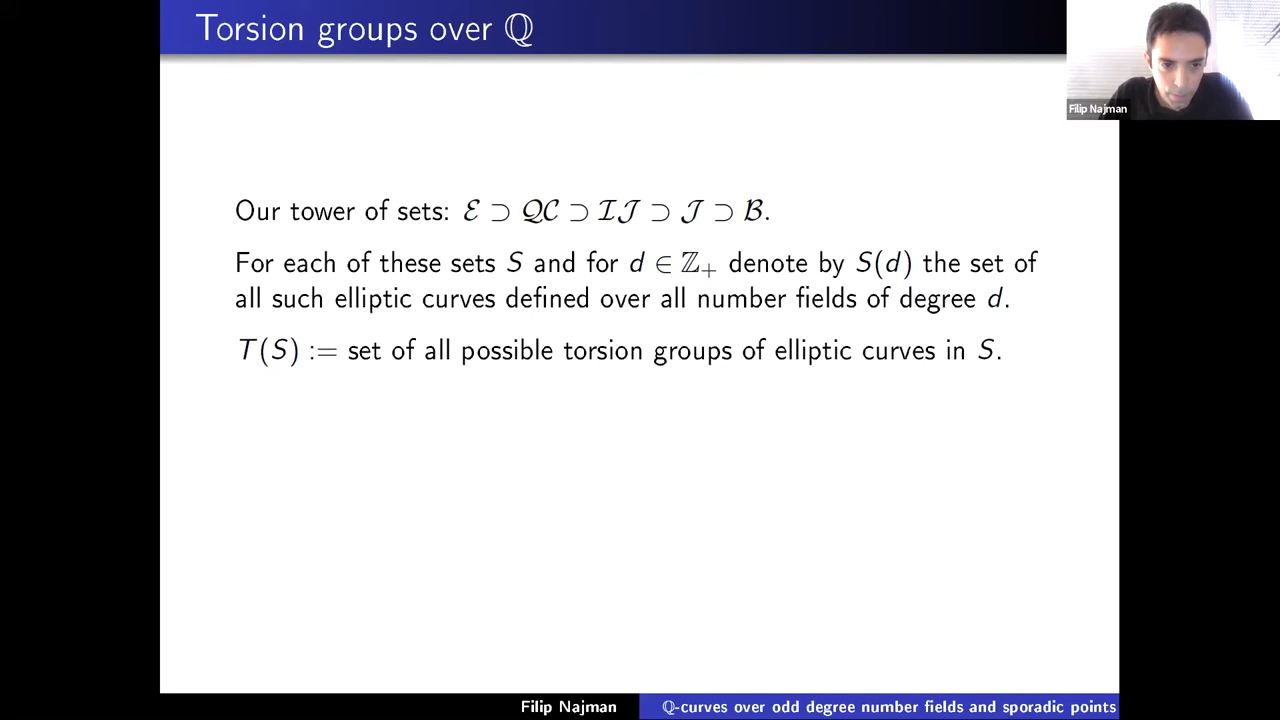 Torsion groups over ℚ
Filip Najman
Our tower of sets: ℰ ⊃ 𝒬𝒞 ⊃ ℐ𝒥 ⊃ 𝒥 ⊃ ℬ.
For each of these sets S and for d ∈ ℤ₊ denote by S(d) the set of
all such elliptic curves defined over all number fields of degree d.
T(S) := set of all possible torsion groups of elliptic curves in S.
Filip Najman
ℚ-curves over odd degree number fields and sporadic points